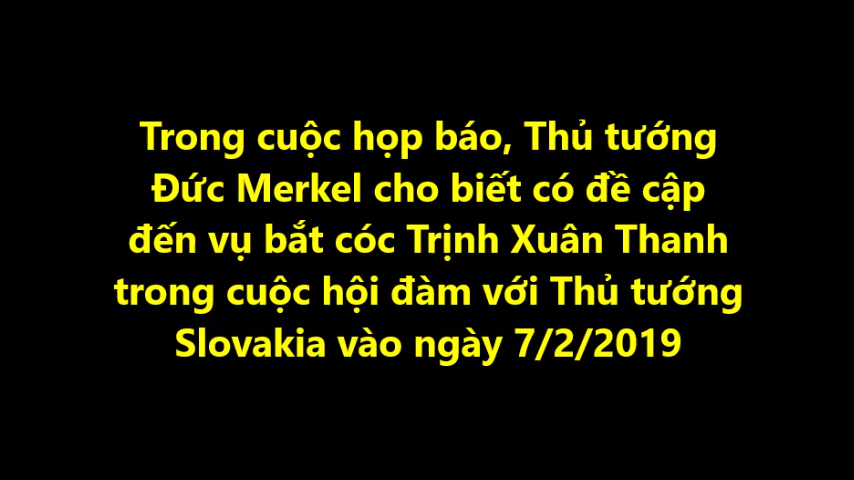 Trong cuộc họp báo, Thủ tướng
Đức Merkel cho biết có đề cập
đến vụ bắt cóc Trịnh Xuân Thanh
trong cuộc hội đàm với Thủ tướng
Slovakia vào ngày 7/2/2019